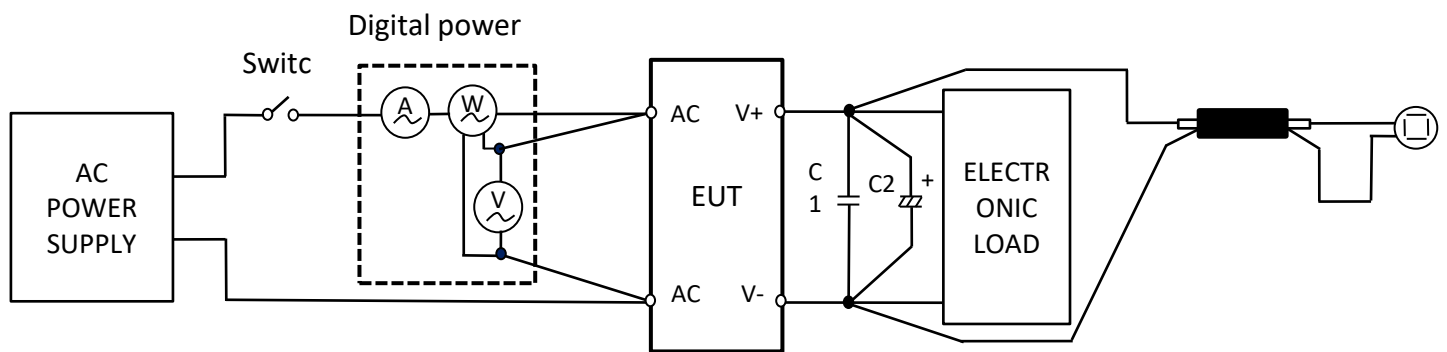 Digital power
Switc
A
W
V
AC
POWER
SUPPLY
AC
V+
EUT
AC
V-
C
1
C2
+
ELECTR
ONIC
LOAD